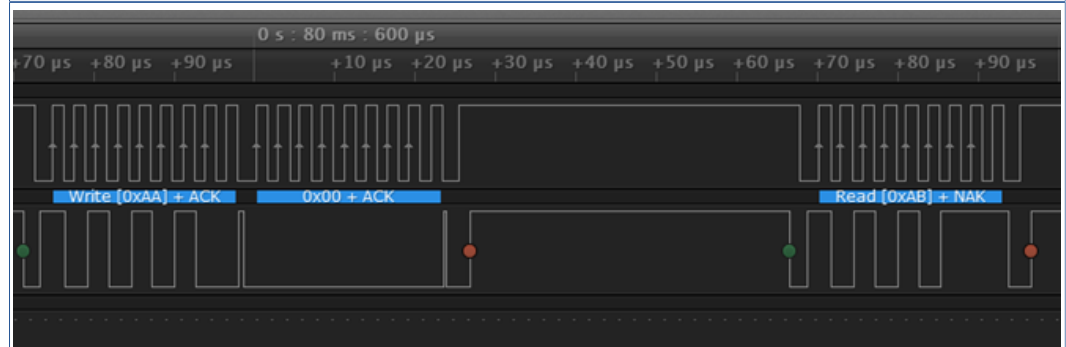 0 s : 80 ms : 600 µs
+70 µs +80 µs +90 µs +10 µs +20 µs +30 µs +40 µs +50 µs +60 µs +70 µs +80 µs +90 µs
Write [0xAA] + ACK 0x00 + ACK Read [0xAB] + NAK